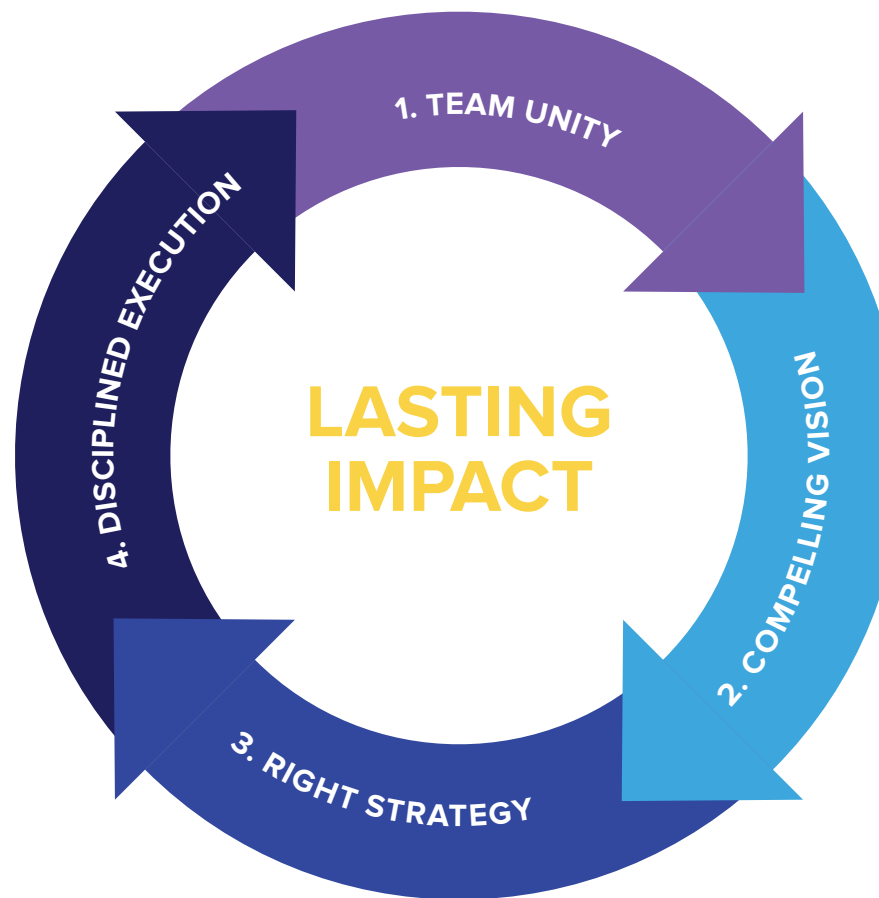 1. TEAM UNITY
2. COMPELLING VISION
3. RIGHT STRATEGY
4. DISCIPLINED EXECUTION
LASTING
IMPACT